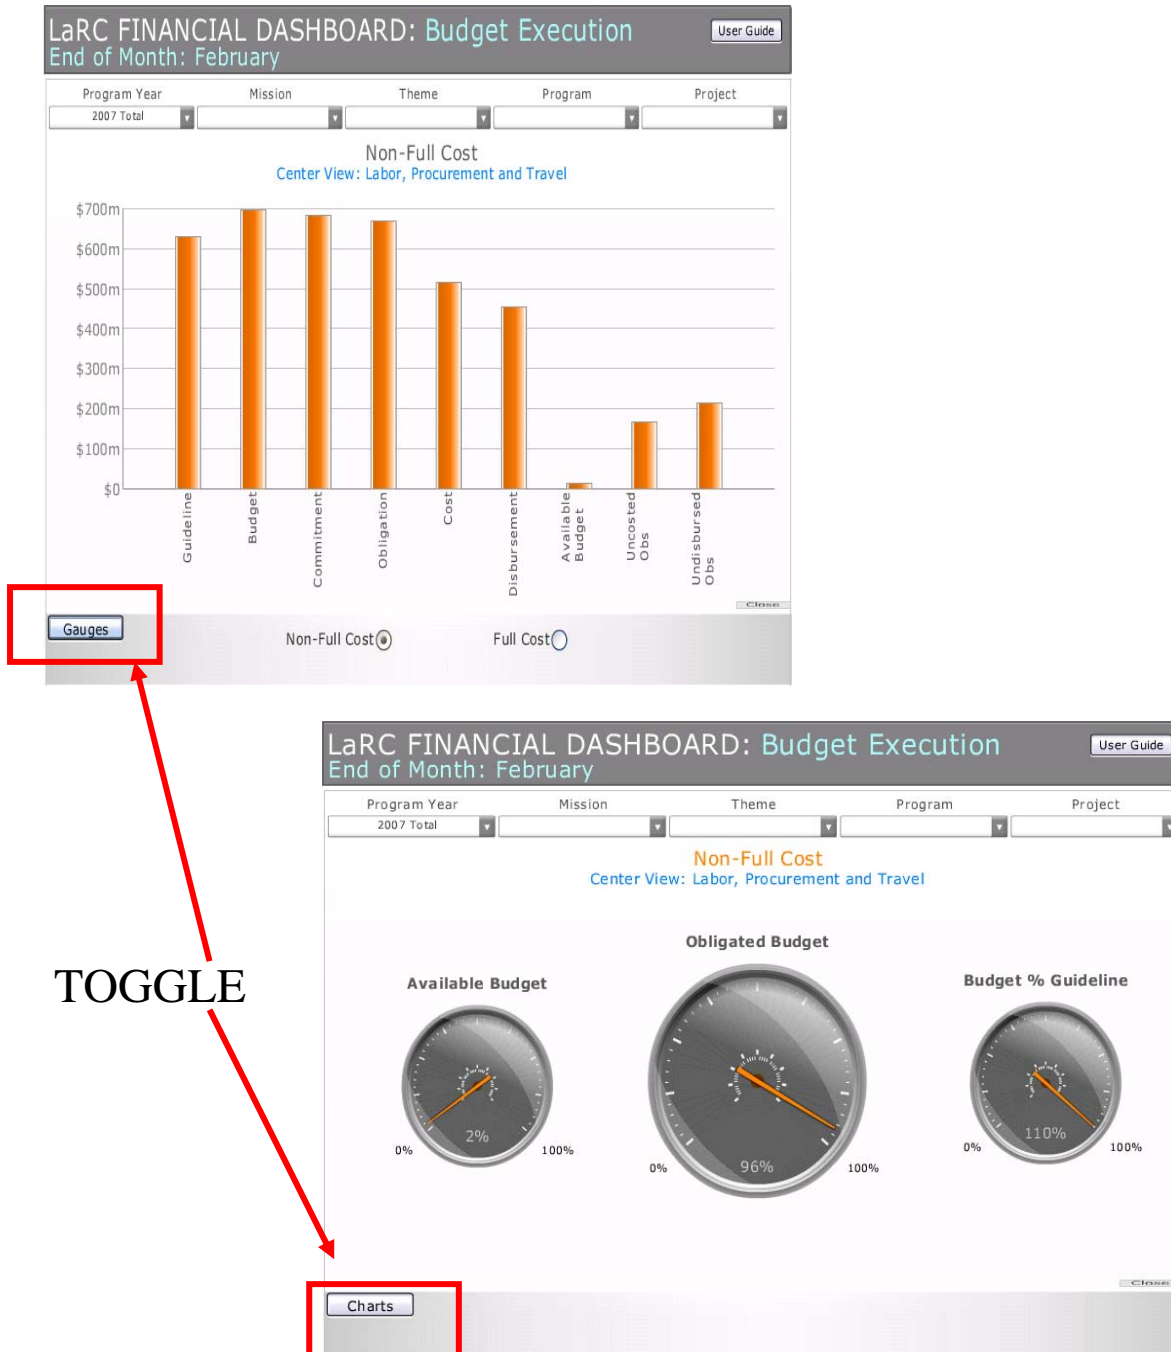 LaRC FINANCIAL DASHBOARD: Budget Execution
End of Month: February
User Guide
Program Year
Mission
Theme
Program
Project
2007 Total
Non-Full Cost
Center View: Labor, Procurement and Travel
$700m
$600m
$500m
$400m
$300m
$200m
$100m
$0
Guideline
Budget
Commitment
Obligation
Cost
Disbursement
Available
Budget
Uncosted
Obs
Undisbursed
Obs
Close
Gauges
Non-Full Cost
Full Cost
TOGGLE
LaRC FINANCIAL DASHBOARD: Budget Execution
End of Month: February
User Guide
Program Year
Mission
Theme
Program
Project
2007 Total
Non-Full Cost
Center View: Labor, Procurement and Travel
Available Budget
2%
0%
100%
Obligated Budget
96%
0%
100%
Budget % Guideline
110%
0%
100%
Close
Charts